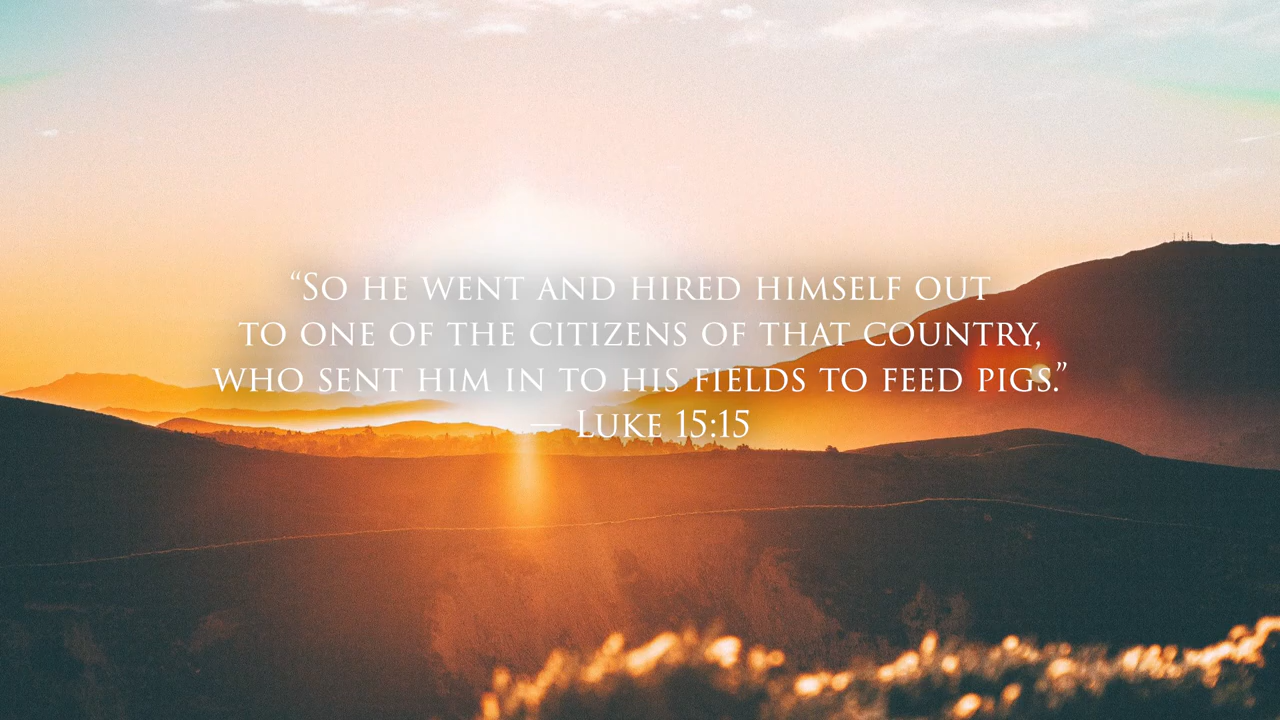 “So he went and hired himself out
to one of the citizens of that country,
who sent him in to his fields to feed pigs.”
— Luke 15:15